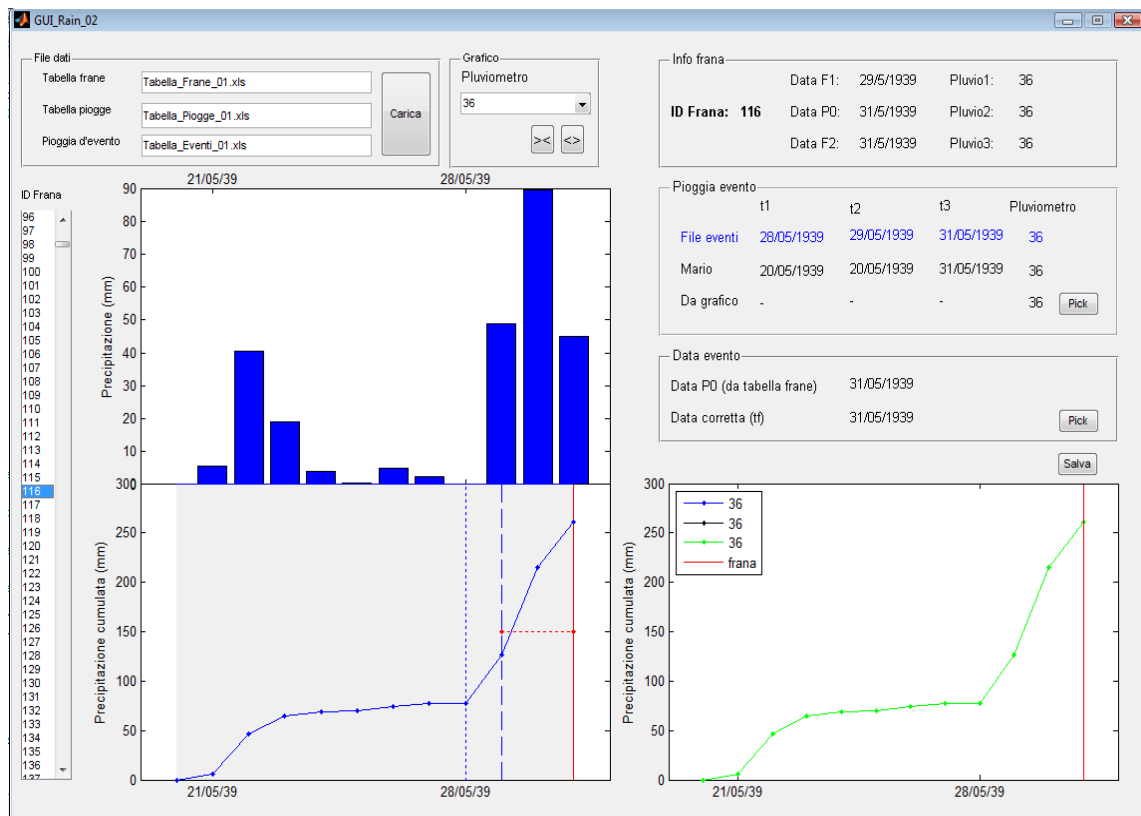 GUI_Rain_02
File dati
Tabella frane Tabella_Frane_01.xls
Tabella piogge Tabella_Piogge_01.xls
Pioggia d'evento Tabella_Eventi_01.xls
Carica
Grafico
Pluviometro
36
>< <>
Info frana
Data F1: 29/5/1939 Pluvio1: 36
ID Frana: 116 Data P0: 31/5/1939 Pluvio2: 36
Data F2: 31/5/1939 Pluvio3: 36
Pioggia evento
t1 t2 t3 Pluviometro
File eventi 28/05/1939 29/05/1939 31/05/1939 36
Mario 20/05/1939 20/05/1939 31/05/1939 36
Da grafico - - - 36 Pick
Data evento
Data P0 (da tabella frane) 31/05/1939
Data corretta (tf) 31/05/1939 Pick
Salva
ID Frana
96
97
98
99
100
101
102
103
104
105
106
107
108
109
110
111
112
113
114
115
116
117
118
119
120
121
122
123
124
125
126
127
128
129
130
131
132
133
134
135
136
137
21/05/39 28/05/39
Precipitazione (mm)
90
80
70
60
50
40
30
20
10
0
Precipitazione cumulata (mm)
300
250
200
150
100
50
0
21/05/39 28/05/39
Precipitazione cumulata (mm)
300
250
200
150
100
50
0
36
36
36
frana
21/05/39 28/05/39